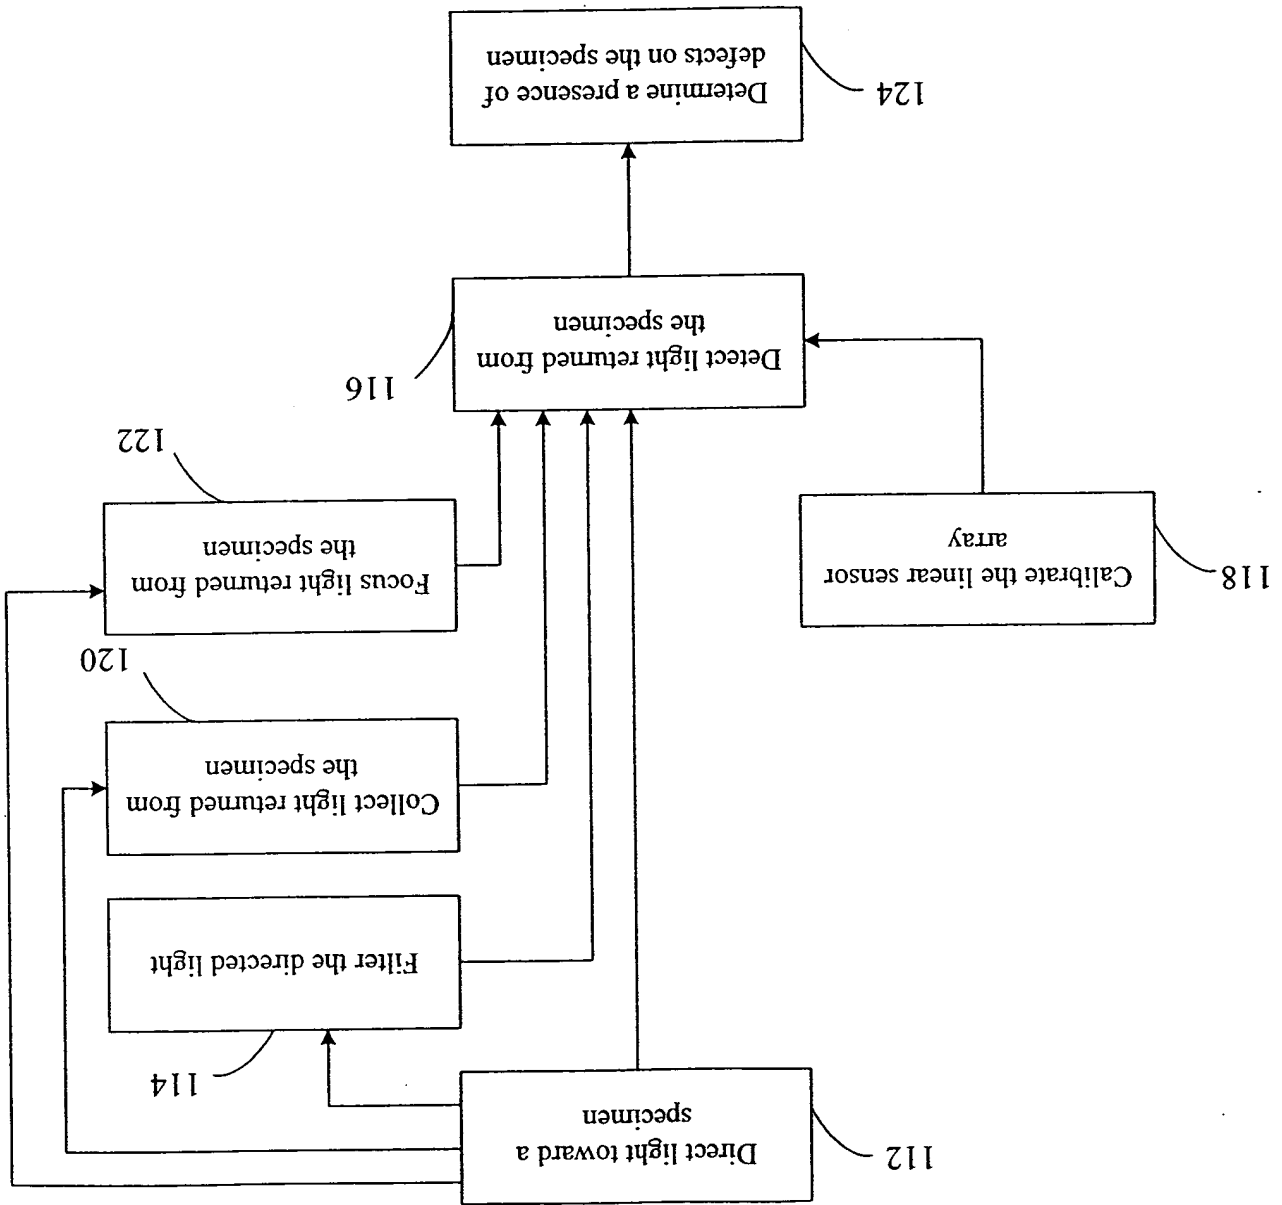 112
Direct light toward a
specimen
114
Filter the directed light
120
Collect light returned from
the specimen
118
Calibrate the linear sensor
array
122
Focus light returned from
the specimen
116
Detect light returned from
the specimen
124
Determine a presence of
defects on the specimen